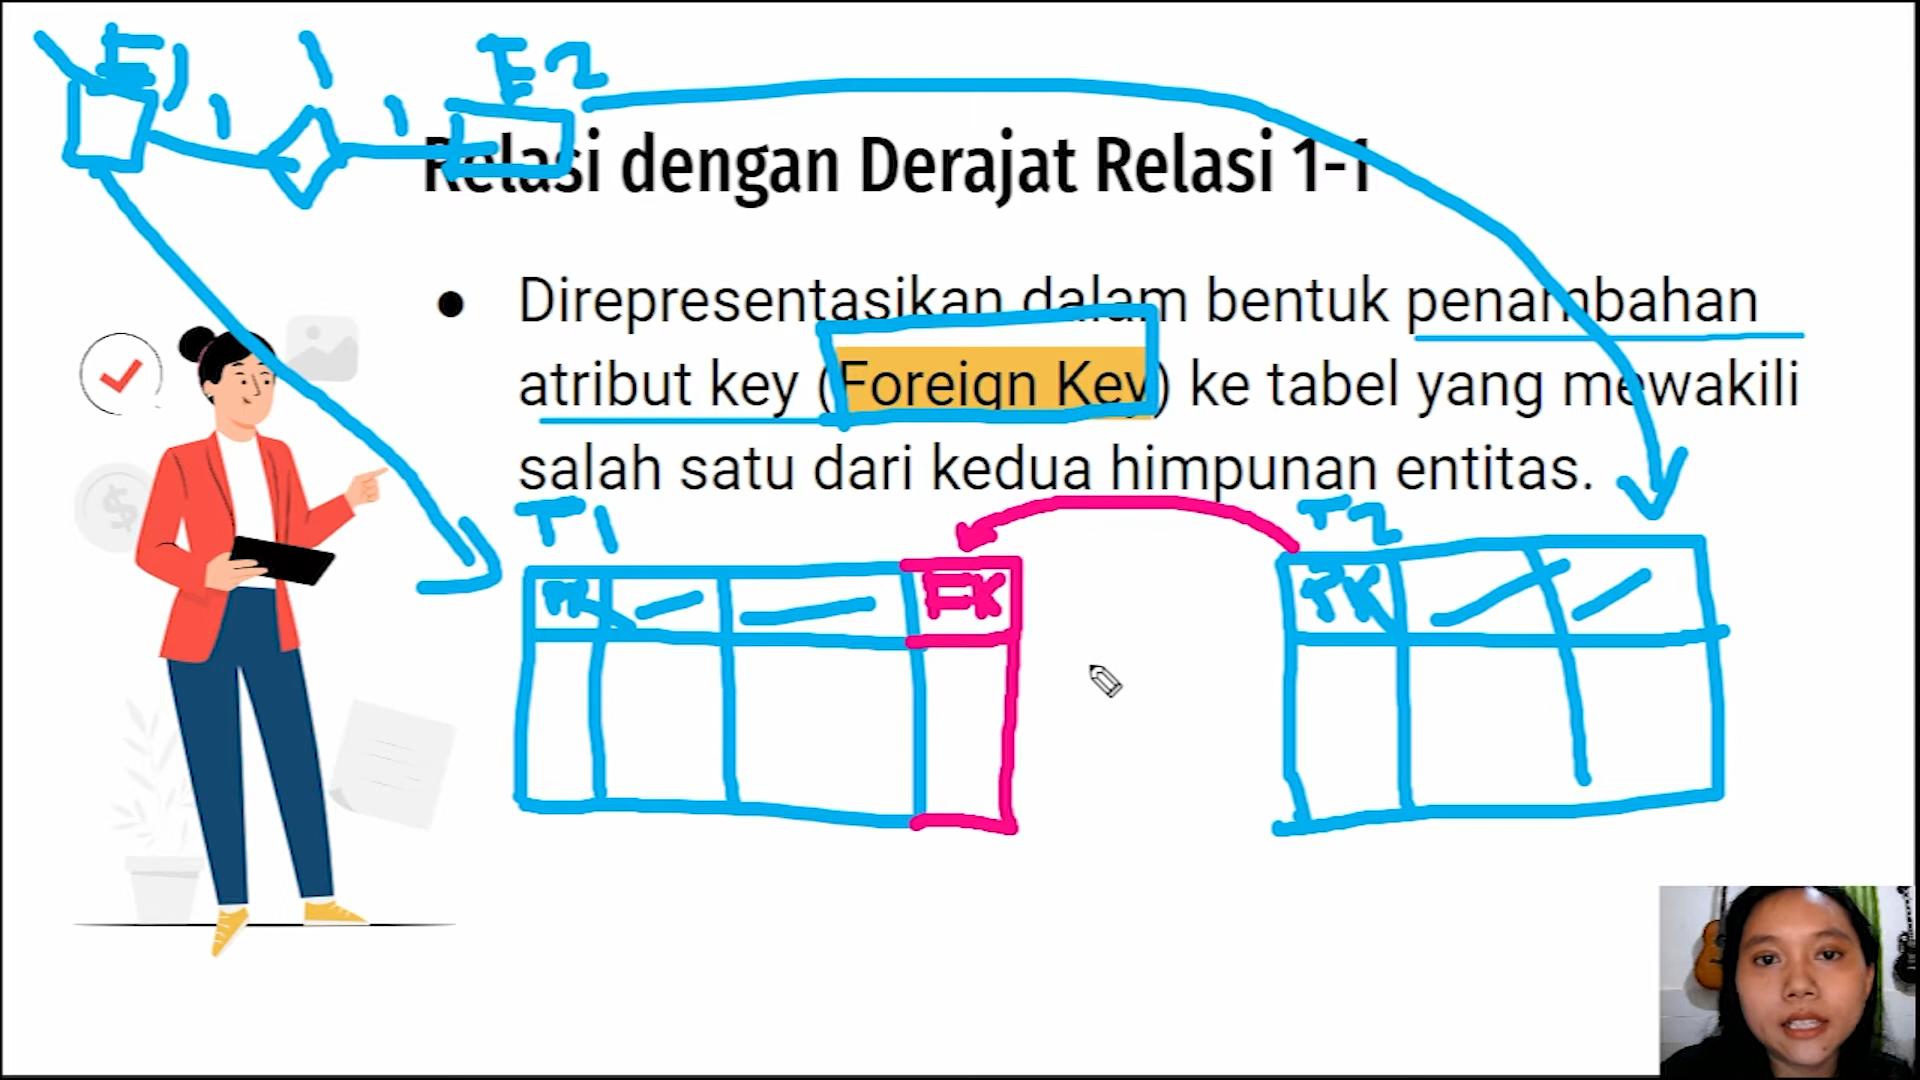 E1 1 E2
1 1
Relasi dengan Derajat Relasi 1-1
● Direpresentasikan dalam bentuk penambahan
atribut key (Foreign Key) ke tabel yang mewakili
salah satu dari kedua himpunan entitas.
T1 T2
PK FK PK
$